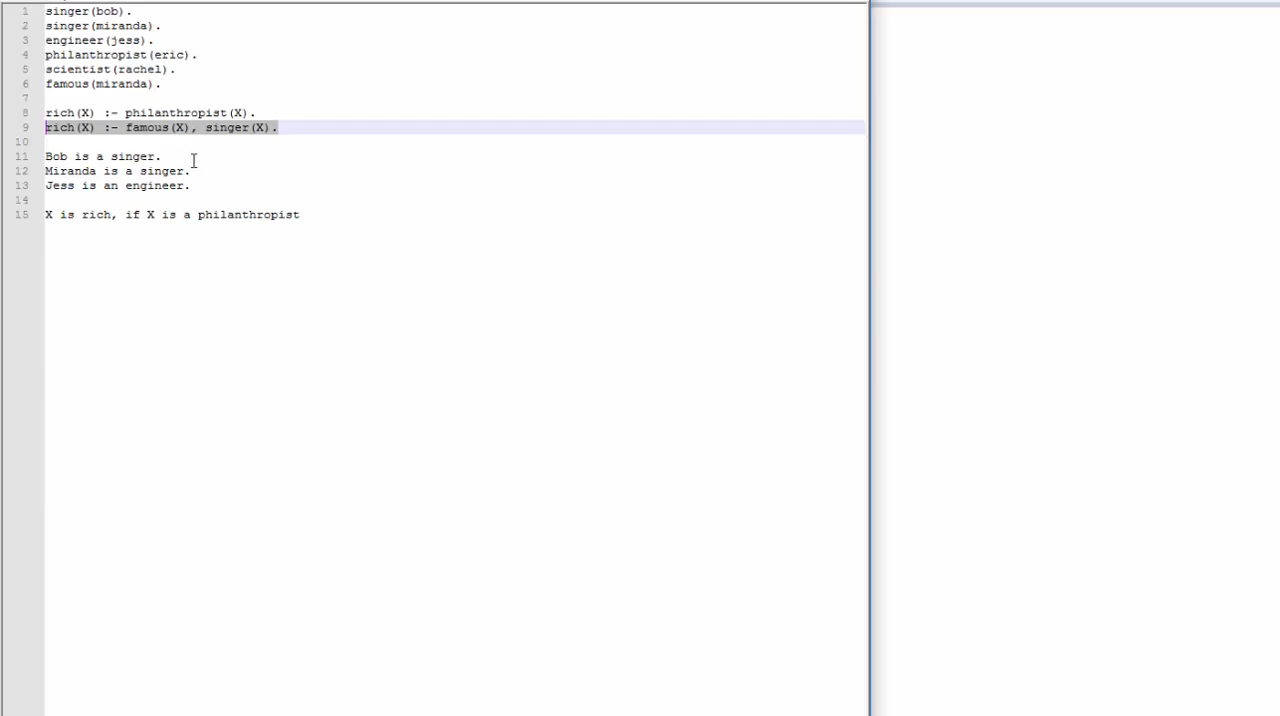 1 singer(bob).
2 singer(miranda).
3 engineer(jess).
4 philanthropist(eric).
5 scientist(rachel).
6 famous(miranda).
7
8 rich(X) :- philanthropist(X).
9 rich(X) :- famous(X), singer(X).
10
11 Bob is a singer.
12 Miranda is a singer.
13 Jess is an engineer.
14
15 X is rich, if X is a philanthropist